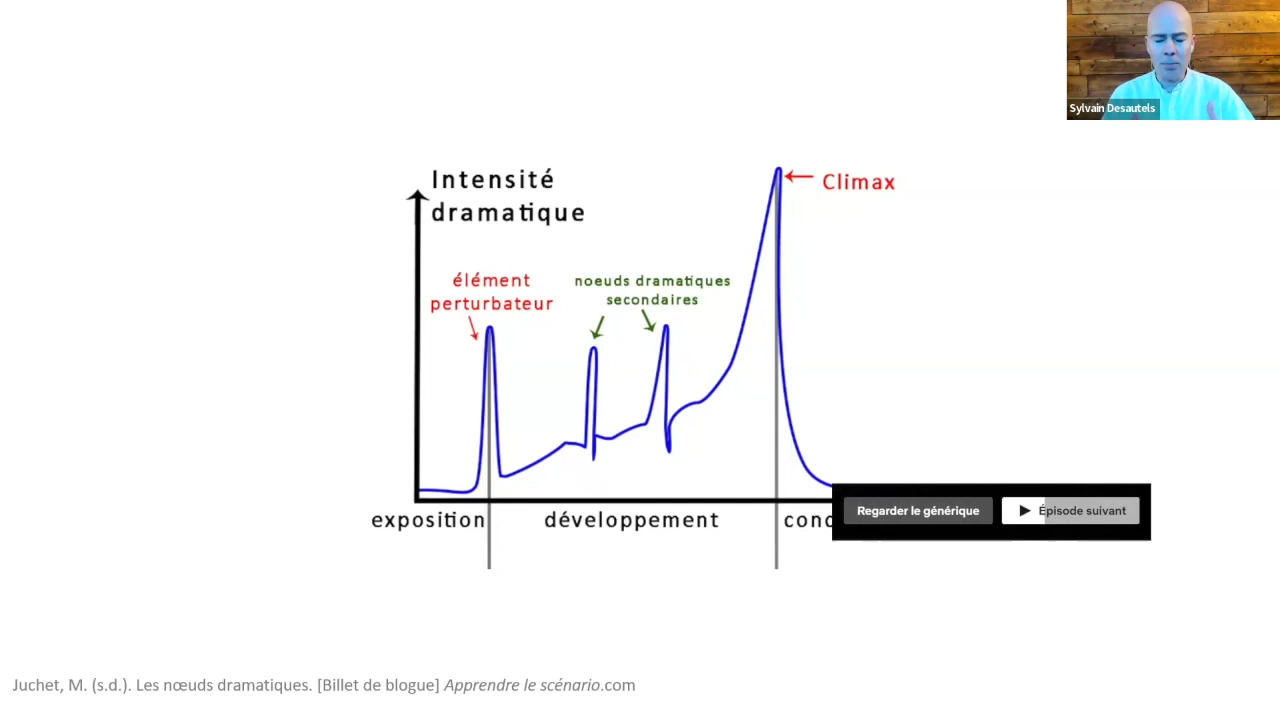 Sylvain Desautels
Intensité
dramatique
Climax
élément
perturbateur
noeuds dramatiques
secondaires
exposition
développement
conc
Regarder le générique
Épisode suivant
Juchet, M. (s.d.). Les nœuds dramatiques. [Billet de blogue] Apprendre le scénario.com